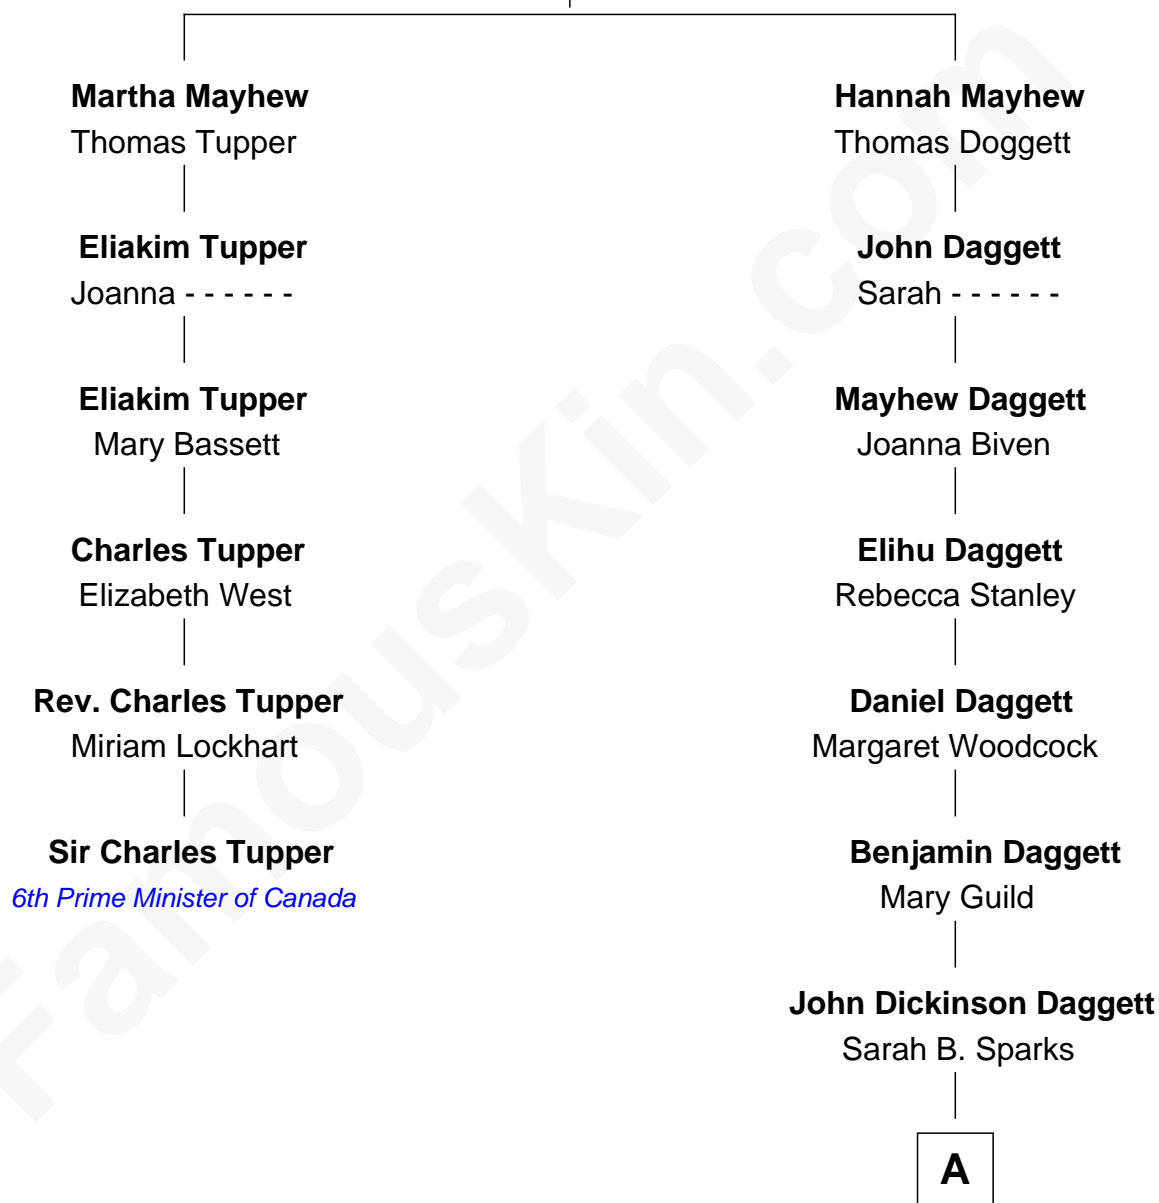 Martha Mayhew
Thomas Tupper
Eliakim Tupper
Joanna - - - - - -
Eliakim Tupper
Mary Bassett
Charles Tupper
Elizabeth West
Rev. Charles Tupper
Miriam Lockhart
Sir Charles Tupper
6th Prime Minister of Canada
Hannah Mayhew
Thomas Doggett
John Daggett
Sarah - - - - - -
Mayhew Daggett
Joanna Biven
Elihu Daggett
Rebecca Stanley
Daniel Daggett
Margaret Woodcock
Benjamin Daggett
Mary Guild
John Dickinson Daggett
Sarah B. Sparks
A
FamousKin.com